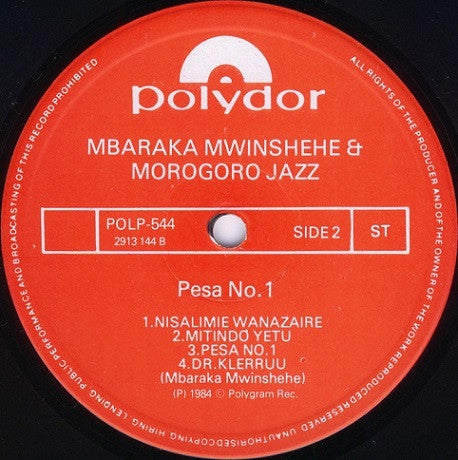 polydor
MBARAKA MWINSHEHE &
MOROGORO JAZZ
POLP-544
2913 144 B
SIDE 2
ST
Pesa No.1
1.NISALIMIE WANAZAIRE
2.MITINDO YETU
3.PESA NO.1
4.DR.KLERRUU
(Mbaraka Mwinshehe)
(P) 1984 © Polygram Rec.
ALL RIGHTS OF THE PRODUCER AND OF THE OWNER OF THE WORK REPRODUCED RESERVED UNAUTHORISED COPYING HIRING LENDING PUBLIC PERFORMANCE AND BROADCASTING OF THIS RECORD PROHIBITED